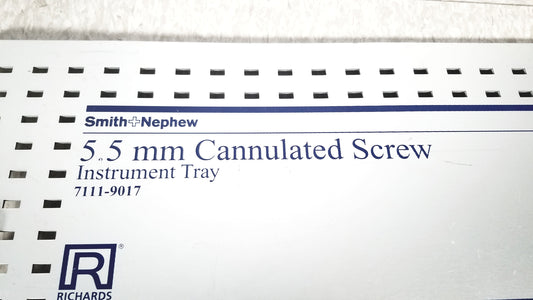 Smith+Nephew
5.5 mm Cannulated Screw
Instrument Tray
7111-9017
R®
RICHARDS